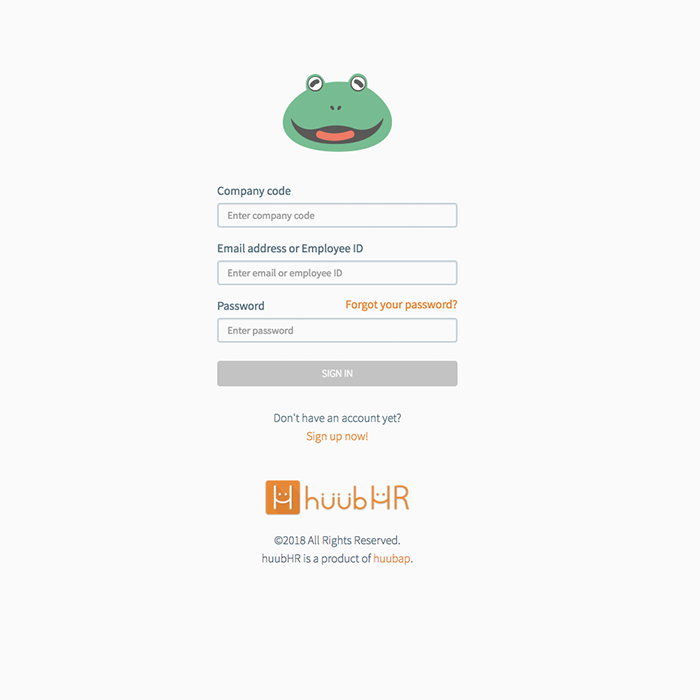 Company code
Enter company code
Email address or Employee ID
Enter email or employee ID
Password
Forgot your password?
Enter password
SIGN IN
Don't have an account yet?
Sign up now!
H hüübHR
©2018 All Rights Reserved.
huubHR is a product of huubap.